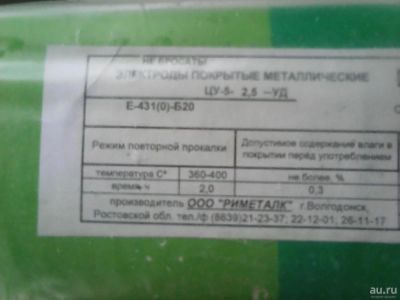 НЕ БРОСАТЬ!
ЭЛЕКТРОДЫ ПОКРЫТЫЕ МЕТАЛЛИЧЕСКИЕ
ЦУ-5- 2,5 —УД
Е-431(0)-Б20
Режим повторной прокалки
Допустимое содержание влаги в
покрытии перед употреблением
температура С* 360-400 не более, %
время ч 2,0 0,3
производитель ООО "РИМЕТАЛК" г.Волгодонск,
Ростовской обл. тел./ф (8639)21-23-37; 22-12-01; 26-11-17
au.ru